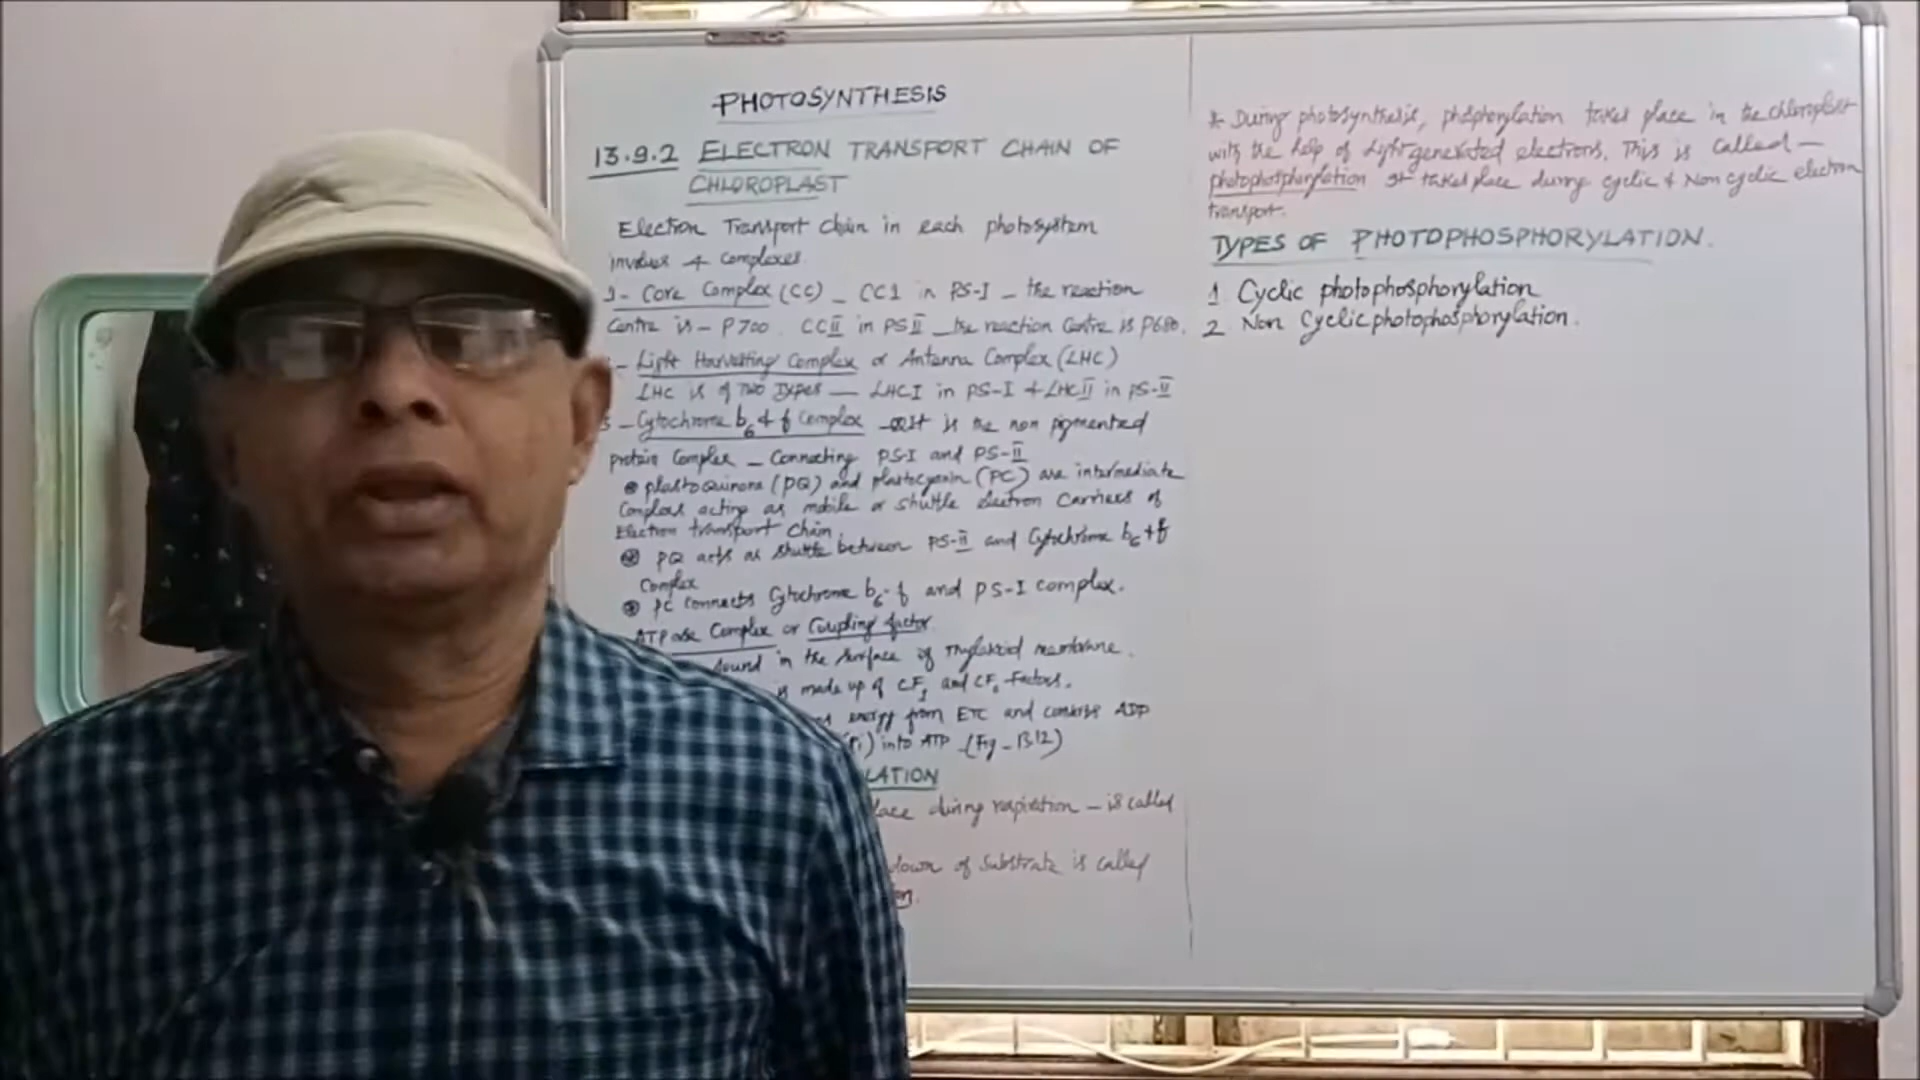 PHOTOSYNTHESIS
13.9.2 ELECTRON TRANSPORT CHAIN OF
CHLOROPLAST
Electron Transport Chain in each photosystem
involves 4 complexes
1- Core Complex (CC) - CC1 in PS-I - the reaction
Centre is - P700. CCII in PSII - the reaction Centre is P680.
- Light Harvesting Complex or Antenna Complex (LHC)
LHC is of Two Types - LHCI in PS-I & LHCII in PS-II
- Cytochrome b6 & f Complex - It is the non pigmented
protein Complex - Connecting PS-I and PS-II
plastoquinone (PQ) and plastocyanin (PC) are intermediate
acting as mobile or shuttle electron Carriers of
Electron transport Chain.
PQ acts as shuttle between PS-II and Cytochrome b6 & f
Complex
PC connects Cytochrome b6-f and PS-I complex.
ATPase Complex or Coupling factor
found in the surface of Thylakoid membrane.
is made up of CF1 and CF0 Factors.
energy from ETC and converts ADP
(Pi) into ATP (Fig - 13.12)
LATION
lace during respiration - is called
down of substrate is called
* During photosynthesis, phosphorylation takes place in the chloroplast
with the help of light generated electrons. This is called -
photophosphorylation It takes place during cyclic & Non cyclic electron
transport.
TYPES OF PHOTOPHOSPHORYLATION.
1 Cyclic photophosphorylation
2 Non Cyclic photophosphorylation.